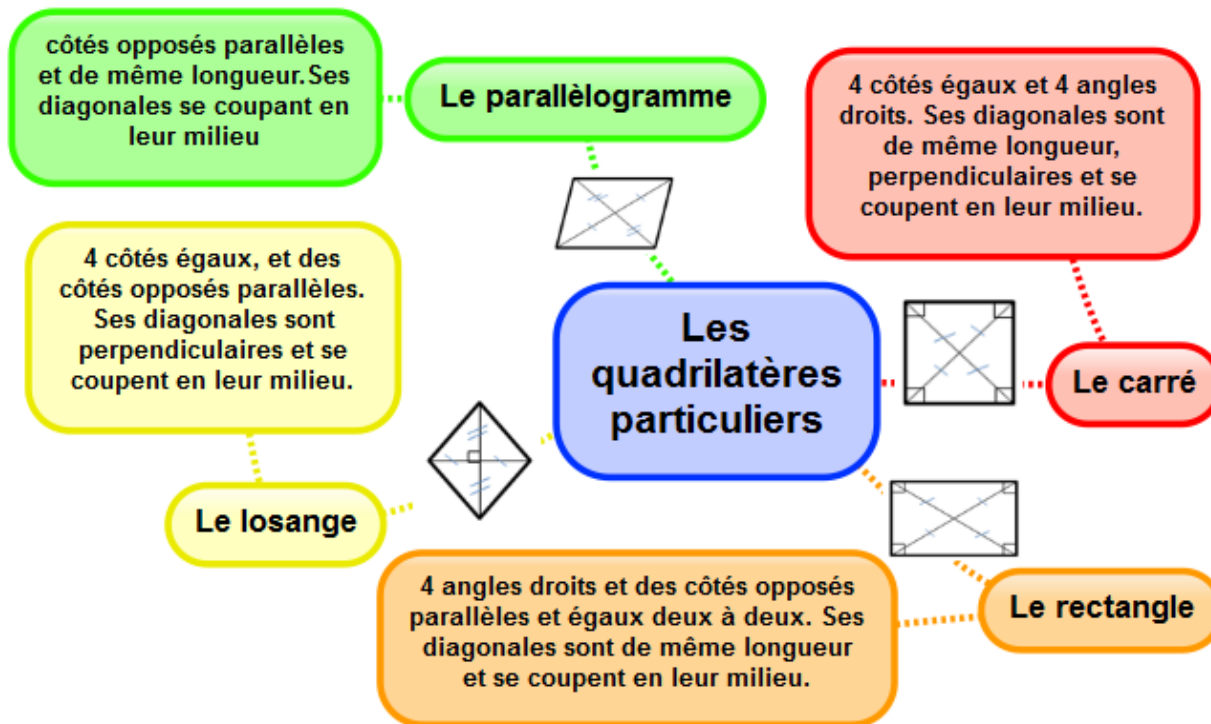 côtés opposés parallèles
et de même longueur.Ses
diagonales se coupant en
leur milieu
Le parallèlogramme
4 côtés égaux et 4 angles
droits. Ses diagonales sont
de même longueur,
perpendiculaires et se
coupent en leur milieu.
4 côtés égaux, et des
côtés opposés parallèles.
Ses diagonales sont
perpendiculaires et se
coupent en leur milieu.
Les
quadrilatères
particuliers
Le carré
Le losange
4 angles droits et des côtés opposés
parallèles et égaux deux à deux. Ses
diagonales sont de même longueur
et se coupent en leur milieu.
Le rectangle